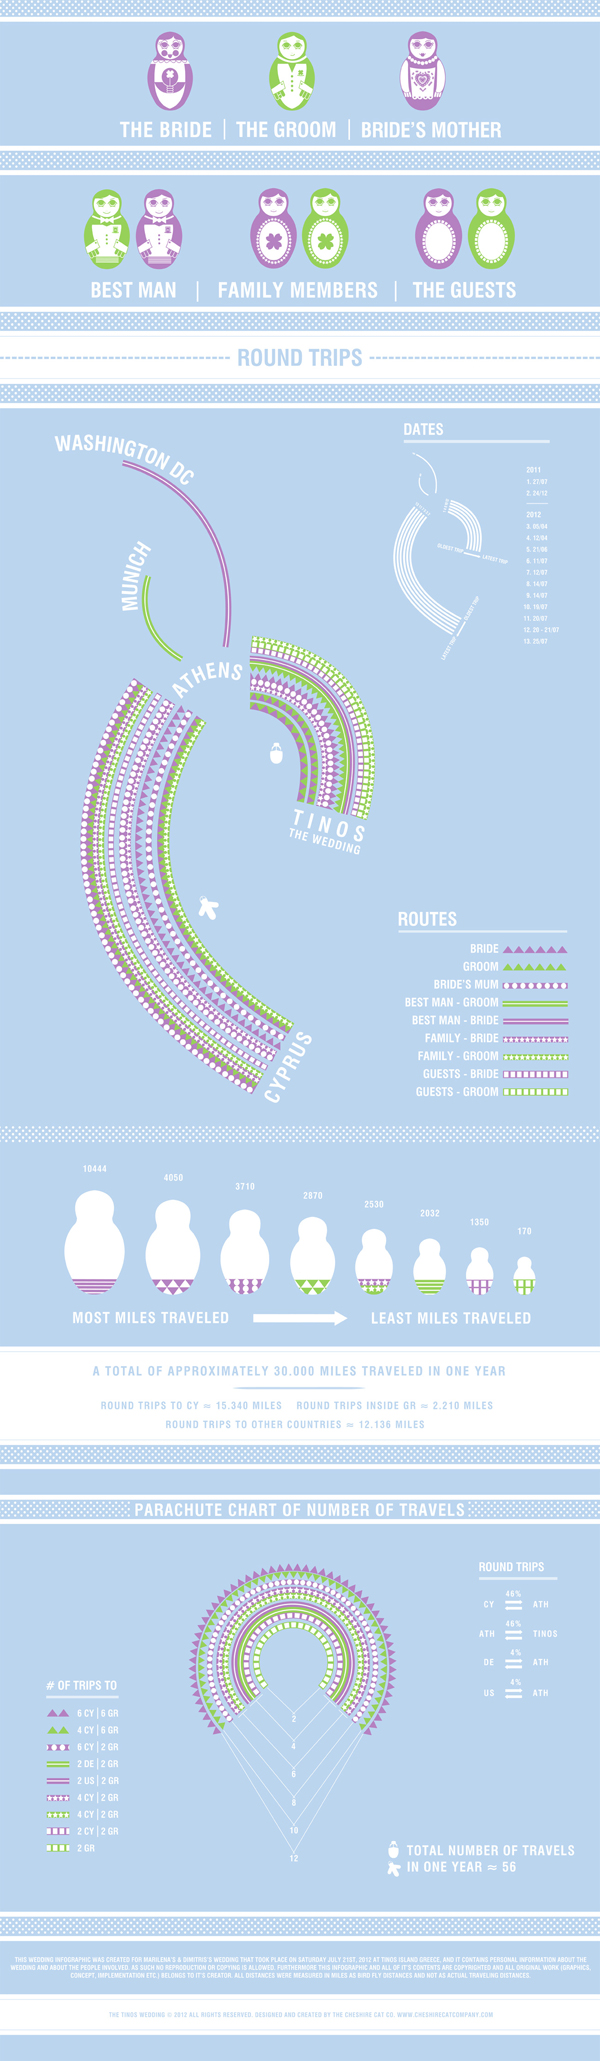 THE BRIDE | THE GROOM | BRIDE'S MOTHER
BEST MAN | FAMILY MEMBERS | THE GUESTS
ROUND TRIPS
WASHINGTON DC
MUNICH
ATHENS
TINOS
THE WEDDING
CYPRUS
DATES
OLDEST TRIP
LATEST TRIP
OLDEST TRIP
LATEST TRIP
2011
1. 27/07
2. 24/12
2012
3. 05/04
4. 12/04
5. 21/06
6. 11/07
7. 12/07
8. 14/07
9. 14/07
10. 18/07
11. 20/07
12. 20 - 21/07
13. 25/07
ROUTES
BRIDE
GROOM
BRIDE'S MUM
BEST MAN - GROOM
BEST MAN - BRIDE
FAMILY - BRIDE
FAMILY - GROOM
GUESTS - BRIDE
GUESTS - GROOM
10444
4050
3710
2870
2530
2032
1350
170
MOST MILES TRAVELED
LEAST MILES TRAVELED
A TOTAL OF APPROXIMATELY 30.000 MILES TRAVELED IN ONE YEAR
ROUND TRIPS TO CY = 15.340 MILES ROUND TRIPS INSIDE GR = 2.210 MILES
ROUND TRIPS TO OTHER COUNTRIES = 12.136 MILES
PARACHUTE CHART OF NUMBER OF TRAVELS
ROUND TRIPS
46%
CY ATH
46%
ATH TINOS
4%
DE ATH
4%
US ATH
# OF TRIPS TO
6 CY | 6 GR
4 CY | 6 GR
6 CY | 2 GR
2 DE | 2 GR
2 US | 2 GR
4 CY | 2 GR
4 CY | 2 GR
2 CY | 2 GR
2 GR
2
4
6
8
10
12
TOTAL NUMBER OF TRAVELS
IN ONE YEAR ≈ 56
THIS WEDDING INFOGRAPHIC WAS CREATED FOR MARILENA'S & DIMITRIS'S WEDDING THAT TOOK PLACE ON SATURDAY JULY 21ST, 2012 AT TINOS ISLAND GREECE, AND IT CONTAINS PERSONAL INFORMATION ABOUT THE
WEDDING AND ABOUT THE PEOPLE INVOLVED. AS SUCH NO REPRODUCTION OR COPYING IS ALLOWED, FURTHERMORE THIS INFOGRAPHIC AND ALL OF IT'S CONTENTS ARE COPYRIGHTED AND ALL ORIGINAL WORK (GRAPHICS,
CONCEPT, IMPLEMENTATION ETC.) BELONGS TO IT'S CREATOR. ALL DISTANCES WERE MEASURED IN MILES AS BIRD FLY DISTANCES AND NOT AS ACTUAL TRAVELING DISTANCES.
THE TINOS WEDDING © 2012 ALL RIGHTS RESERVED. DESIGNED AND CREATED BY THE CHESHIRE CAT CO. WWW.CHESHIRECATCOMPANY.COM